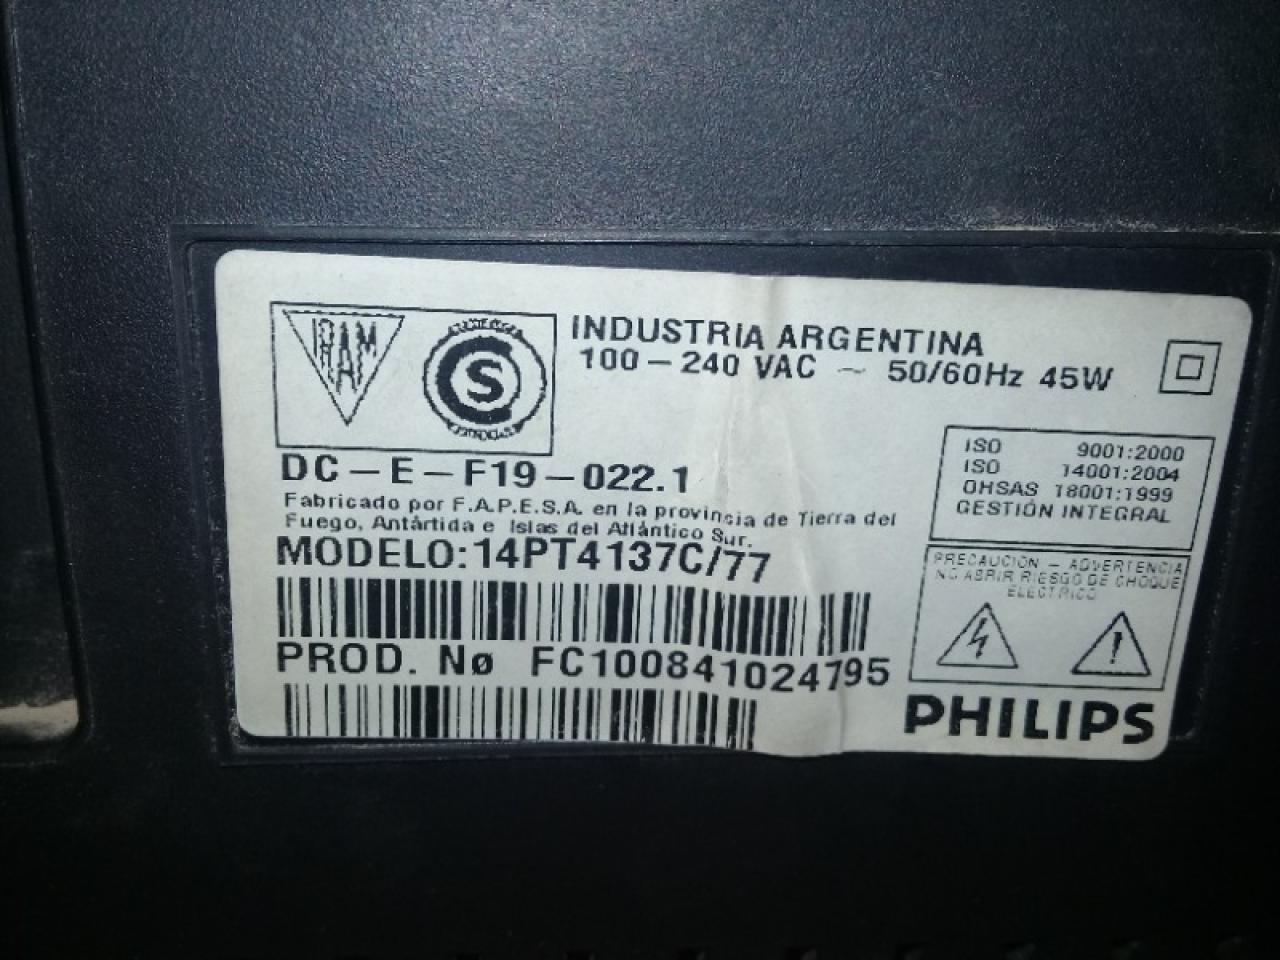 IRAM
S
INDUSTRIA ARGENTINA
100 - 240 VAC ~ 50/60Hz 45W
DC - E - F19 - 022.1
Fabricado por F.A.P.E.S.A. en la provincia de Tierra del
Fuego, Antártida e Islas del Atlántico Sur.
MODELO: 14PT4137C/77
PROD. Nø FC100841024795
ISO 9001:2000
ISO 14001:2004
OHSAS 18001:1999
GESTIÓN INTEGRAL
PRECAUCION - ADVERTENCIA
NO ABRIR RIESGO DE CHOQUE
ELECTRICO
PHILIPS